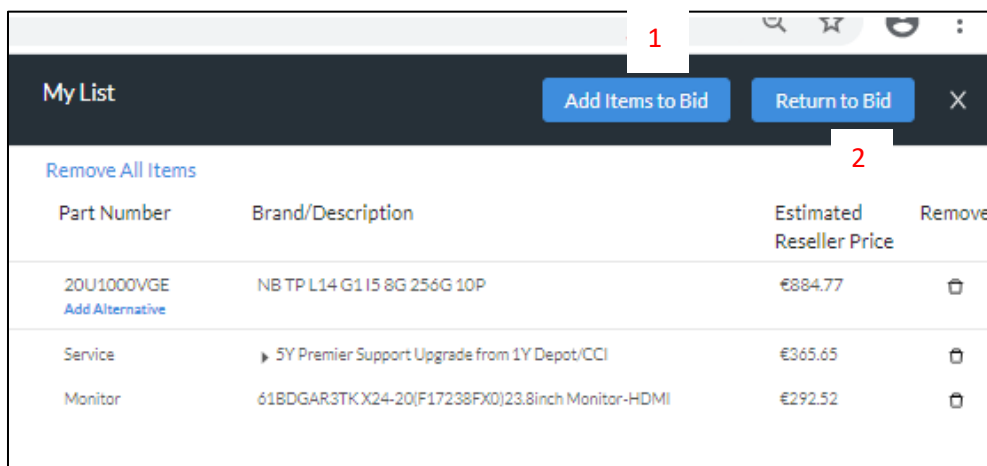 1
My List
Add Items to Bid
Return to Bid
X
2
Remove All Items
Part Number
Brand/Description
Estimated
Reseller Price
Remove
20U1000VGE
NB TP L14 G1 I5 8G 256G 10P
€884.77
Add Alternative
Service
5Y Premier Support Upgrade from 1Y Depot/CCI
€365.65
Monitor
61BDGAR3TK X24-20(F17238FX0)23.8inch Monitor-HDMI
€292.52